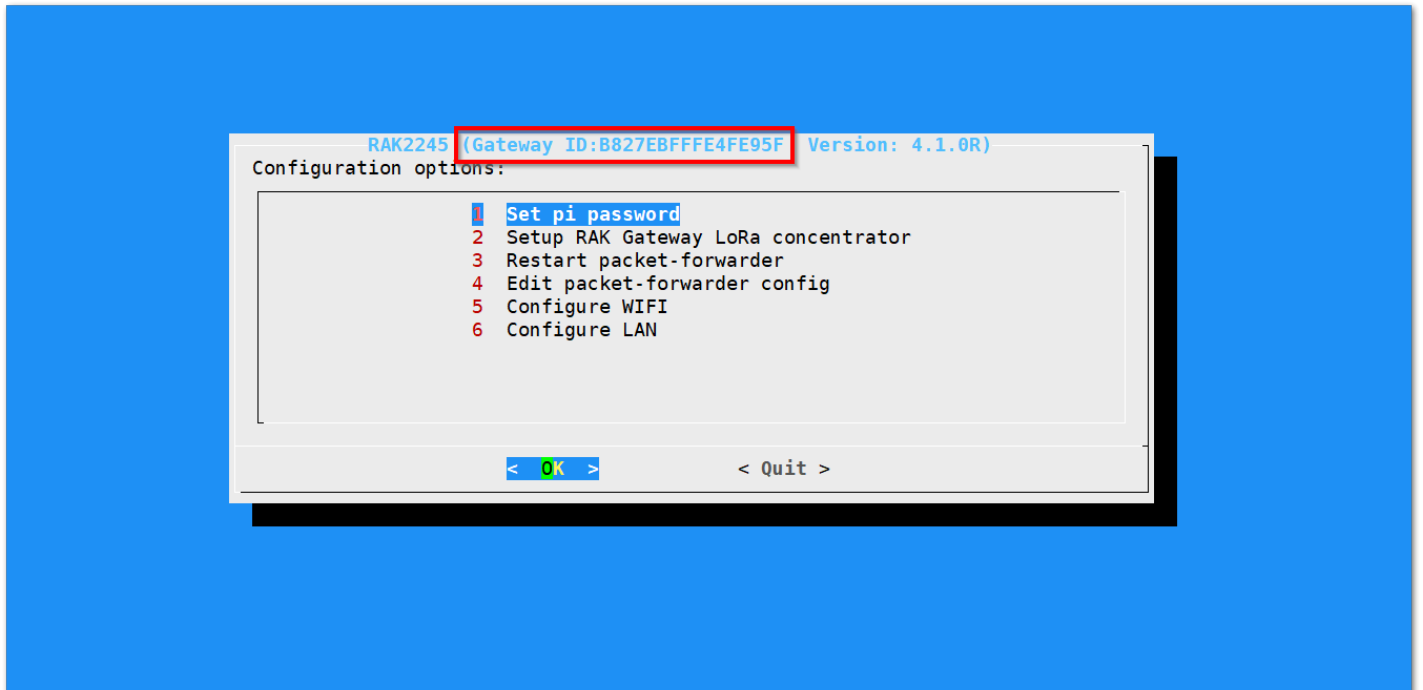 RAK2245 (Gateway ID:B827EBFFFE4FE95F Version: 4.1.0R)
Configuration options:
1 Set pi password
2 Setup RAK Gateway LoRa concentrator
3 Restart packet-forwarder
4 Edit packet-forwarder config
5 Configure WIFI
6 Configure LAN
< OK > < Quit >